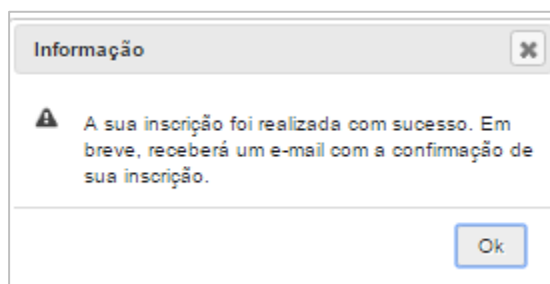 Informação
A sua inscrição foi realizada com sucesso. Em
breve, receberá um e-mail com a confirmação de
sua inscrição.
Ok